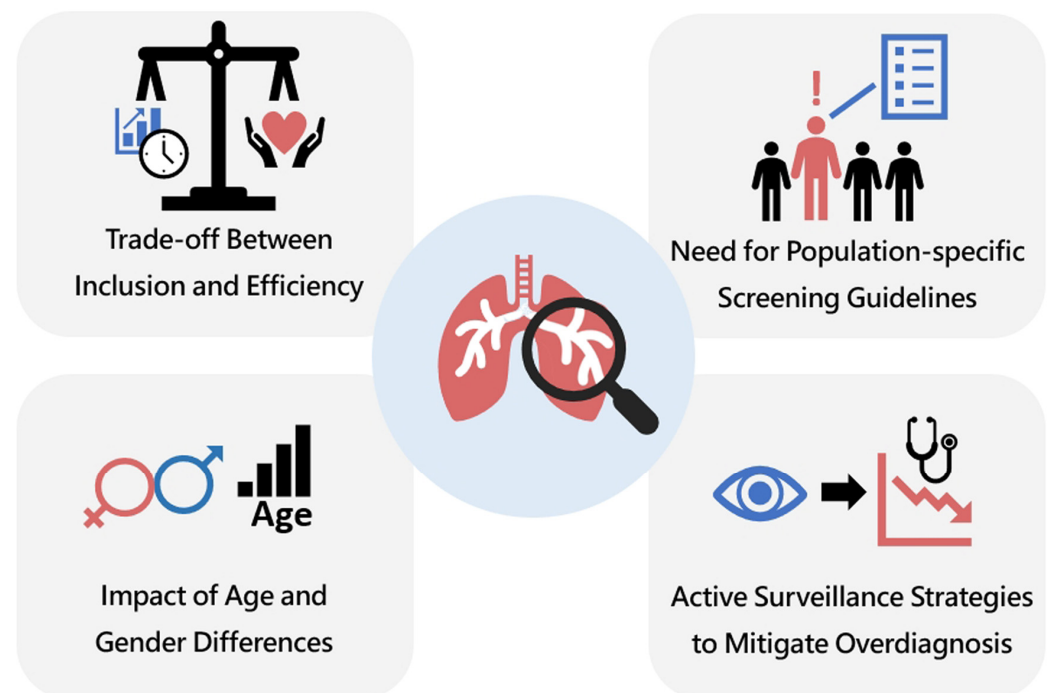 Trade-off Between
Inclusion and Efficiency
!
Need for Population-specific
Screening Guidelines
Age
Impact of Age and
Gender Differences
Active Surveillance Strategies
to Mitigate Overdiagnosis